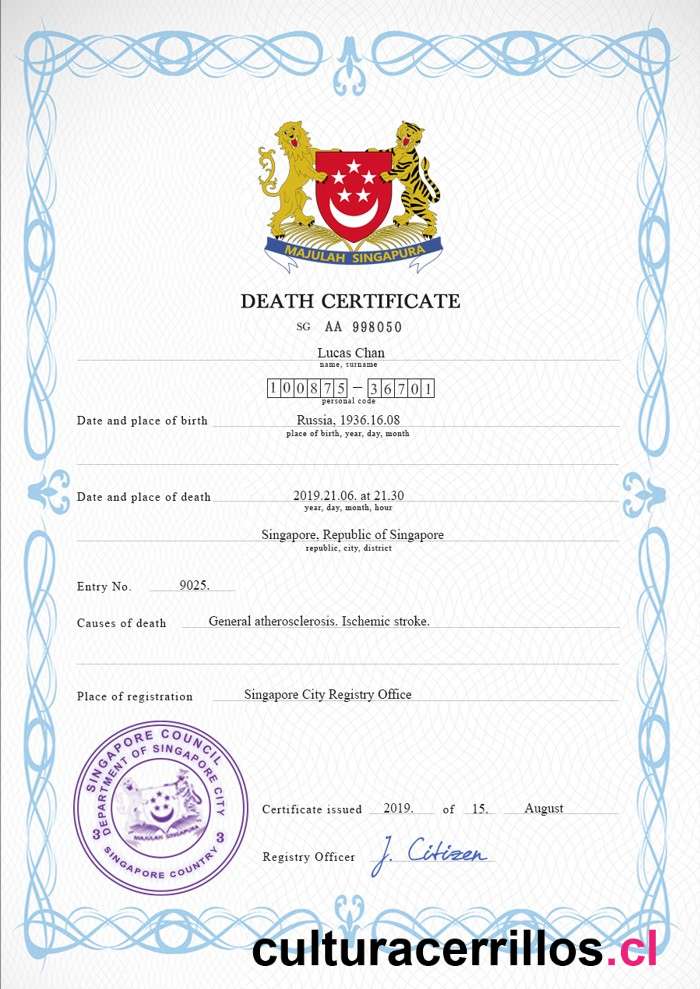 MAJULAH SINGAPURA
DEATH CERTIFICATE
SG AA 998050
Lucas Chan
name, surname
100875 – 36701
personal code
Date and place of birth Russia, 1936.16.08
place of birth, year, day, month
Date and place of death 2019.21.06. at 21.30
year, day, month, hour
Singapore, Republic of Singapore
republic, city, district
Entry No. 9025.
Causes of death General atherosclerosis. Ischemic stroke.
Place of registration Singapore City Registry Office
SINGAPORE COUNCIL
DEPARTMENT OF SINGAPORE CITY
MAJULAH SINGAPURA
3 3
SINGAPORE COUNTRY
Certificate issued 2019. of 15. August
Registry Officer J. Citizen
culturacerrillos.cl